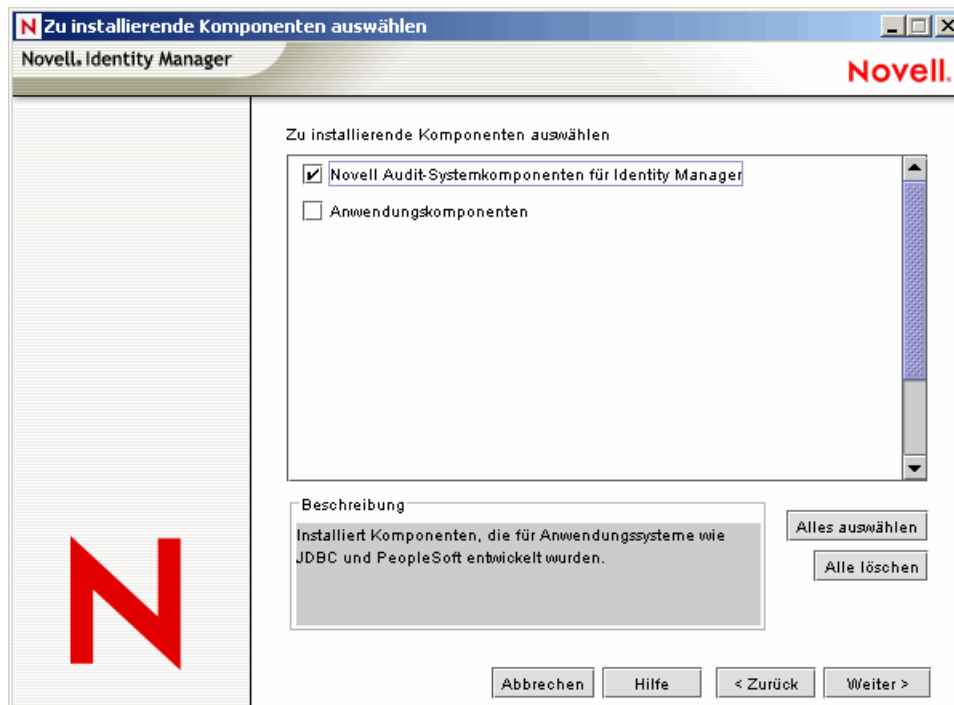 N Zu installierende Komponenten auswählen
Novell. Identity Manager
Novell.
Zu installierende Komponenten auswählen
Novell Audit-Systemkomponenten für Identity Manager
Anwendungskomponenten
Beschreibung
Installiert Komponenten, die für Anwendungssysteme wie
JDBC und PeopleSoft entwickelt wurden.
Alles auswählen
Alle löschen
N
Abbrechen Hilfe < Zurück Weiter >